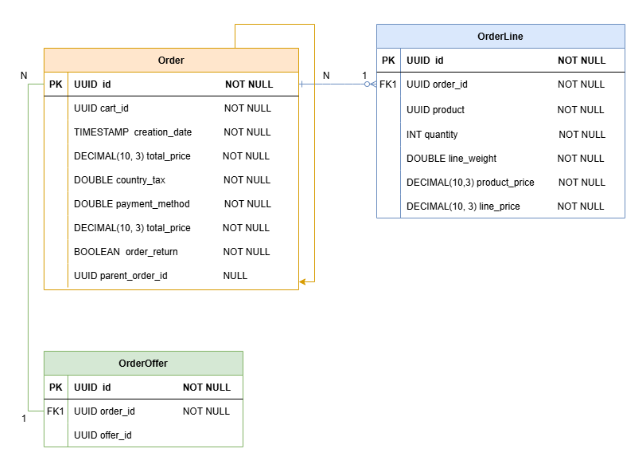 Order
PK UUID id NOT NULL
UUID cart_id NOT NULL
TIMESTAMP creation_date NOT NULL
DECIMAL(10, 3) total_price NOT NULL
DOUBLE country_tax NOT NULL
DOUBLE payment_method NOT NULL
DECIMAL(10, 3) total_price NOT NULL
BOOLEAN order_return NOT NULL
UUID parent_order_id NULL
N
N 1
OrderLine
PK UUID id NOT NULL
FK1 UUID order_id NOT NULL
UUID product NOT NULL
INT quantity NOT NULL
DOUBLE line_weight NOT NULL
DECIMAL(10,3) product_price NOT NULL
DECIMAL(10, 3) line_price NOT NULL
OrderOffer
PK UUID id NOT NULL
FK1 UUID order_id NOT NULL
UUID offer_id
1